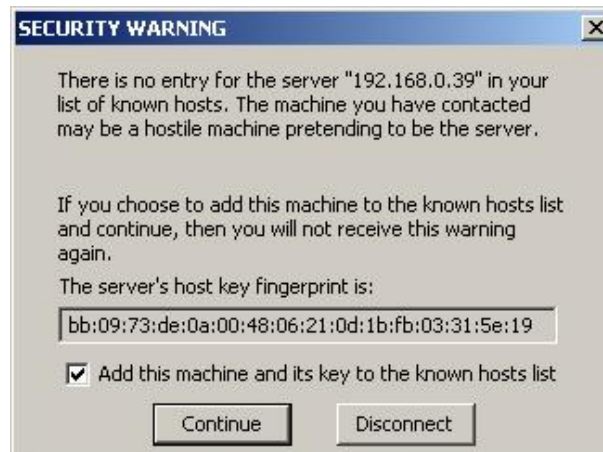 SECURITY WARNING
There is no entry for the server "192.168.0.39" in your
list of known hosts. The machine you have contacted
may be a hostile machine pretending to be the server.
If you choose to add this machine to the known hosts list
and continue, then you will not receive this warning
again.
The server's host key fingerprint is:
bb:09:73:de:0a:00:48:06:21:0d:1b:fb:03:31:5e:19
Add this machine and its key to the known hosts list
Continue Disconnect